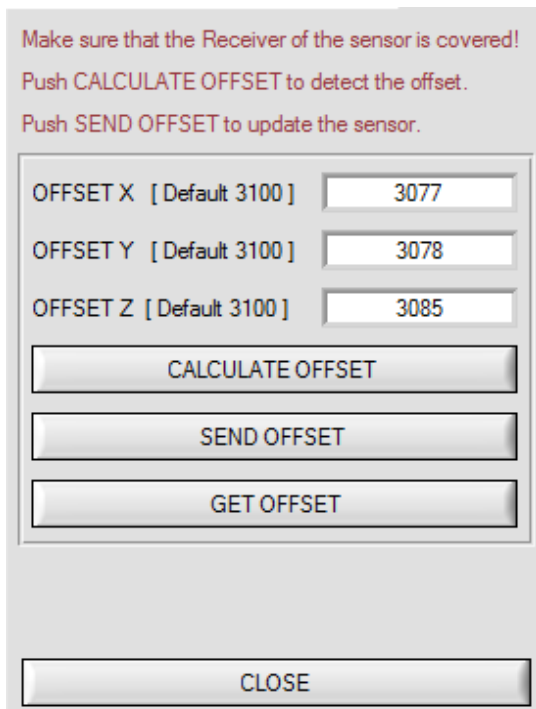 Make sure that the Receiver of the sensor is covered!
Push CALCULATE OFFSET to detect the offset.
Push SEND OFFSET to update the sensor.
OFFSET X [ Default 3100 ] 3077
OFFSET Y [ Default 3100 ] 3078
OFFSET Z [ Default 3100 ] 3085
CALCULATE OFFSET
SEND OFFSET
GET OFFSET
CLOSE